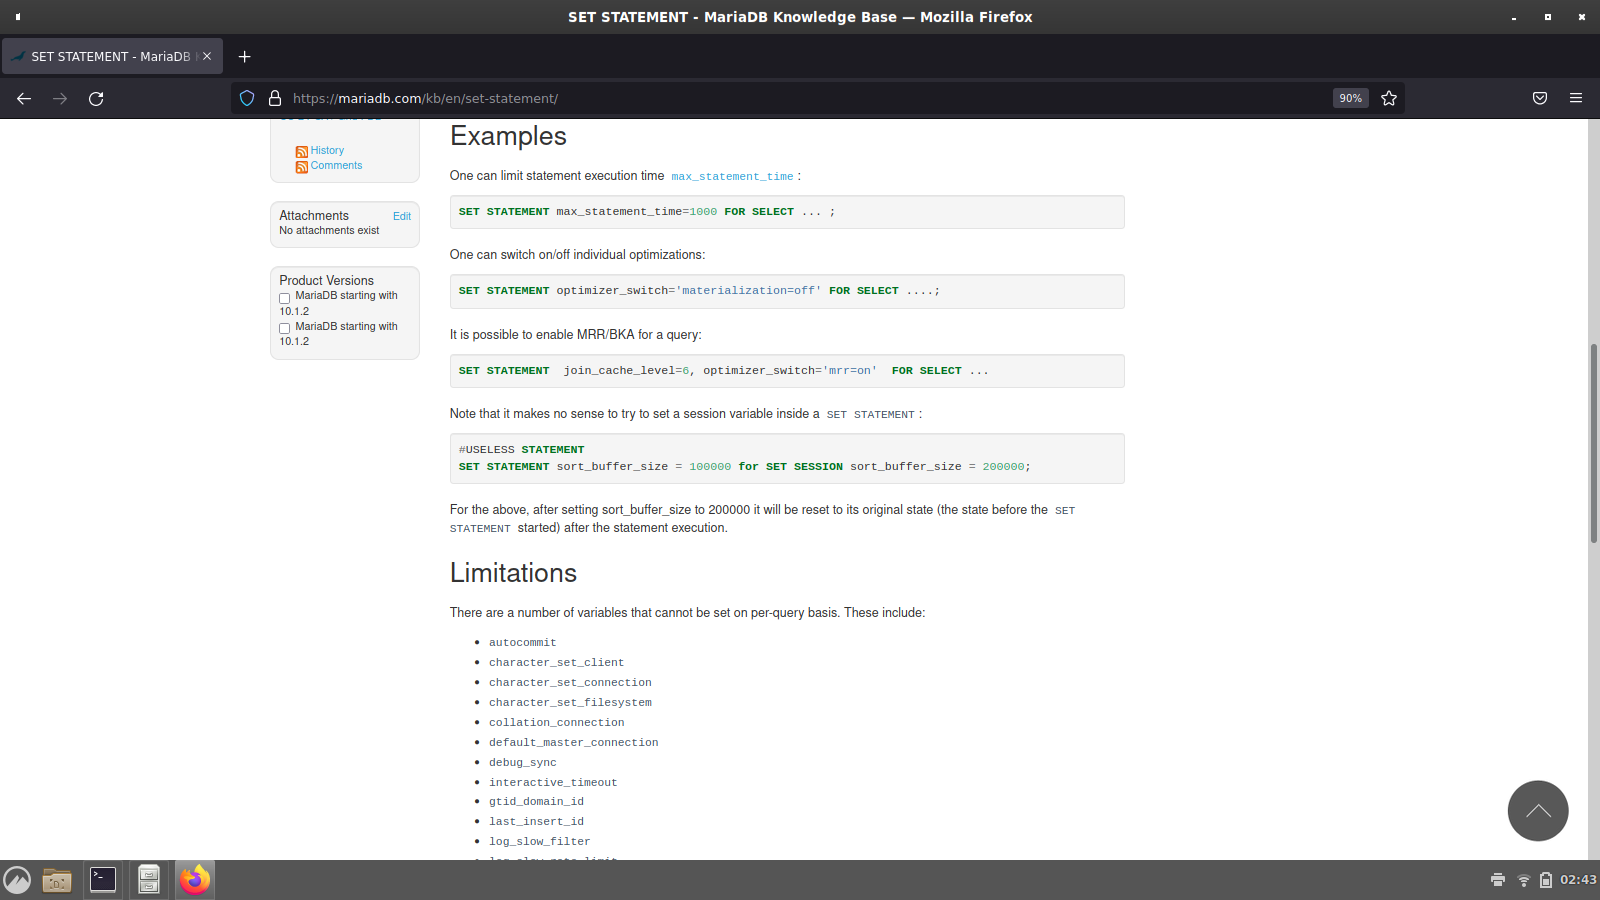 SET STATEMENT - MariaDB Knowledge Base — Mozilla Firefox
SET STATEMENT - MariaDB
https://mariadb.com/kb/en/set-statement/
90%
History
Comments
Attachments Edit
No attachments exist
Product Versions
MariaDB starting with
10.1.2
MariaDB starting with
10.1.2
Examples
One can limit statement execution time max_statement_time :
SET STATEMENT max_statement_time=1000 FOR SELECT ... ;
One can switch on/off individual optimizations:
SET STATEMENT optimizer_switch='materialization=off' FOR SELECT ....;
It is possible to enable MRR/BKA for a query:
SET STATEMENT  join_cache_level=6, optimizer_switch='mrr=on'  FOR SELECT ...
Note that it makes no sense to try to set a session variable inside a SET STATEMENT :
#USELESS STATEMENT
SET STATEMENT sort_buffer_size = 100000 for SET SESSION sort_buffer_size = 200000;
For the above, after setting sort_buffer_size to 200000 it will be reset to its original state (the state before the SET
STATEMENT started) after the statement execution.
Limitations
There are a number of variables that cannot be set on per-query basis. These include:
• autocommit
• character_set_client
• character_set_connection
• character_set_filesystem
• collation_connection
• default_master_connection
• debug_sync
• interactive_timeout
• gtid_domain_id
• last_insert_id
• log_slow_filter
02:43